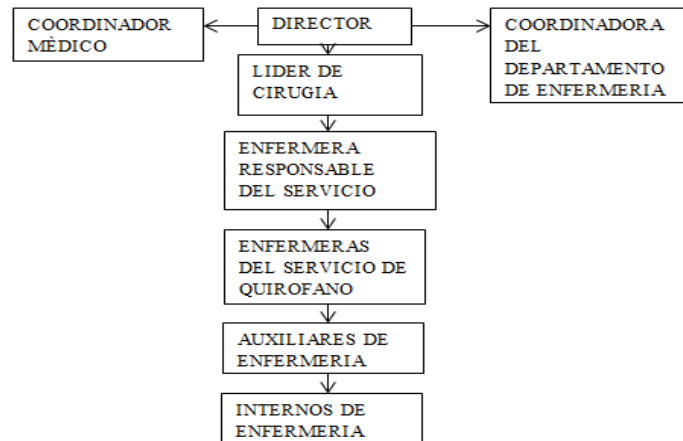 COORDINADOR
MÈDICO
DIRECTOR
COORDINADORA
DEL
DEPARTAMENTO
DE ENFERMERIA
LIDER DE
CIRUGIA
ENFERMERA
RESPONSABLE
DEL SERVICIO
ENFERMERAS
DEL SERVICIO DE
QUIROFANO
AUXILIARES DE
ENFERMERIA
INTERNOS DE
ENFERMERIA